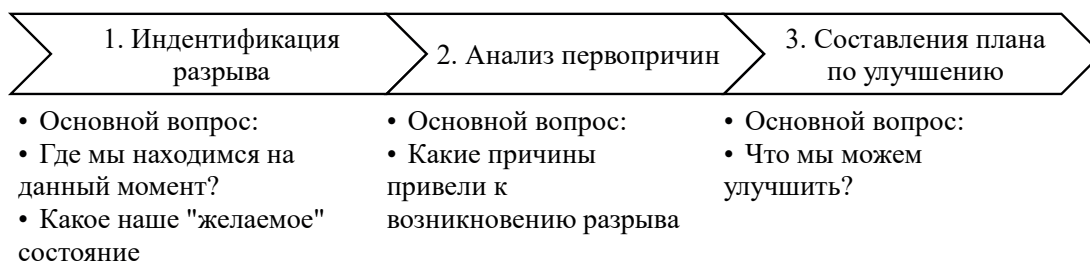 1. Индентификация
разрыва
2. Анализ первопричин
3. Составления плана
по улучшению
• Основной вопрос:
• Где мы находимся на
данный момент?
• Какое наше "желаемое"
состояние
• Основной вопрос:
• Какие причины
привели к
возникновению разрыва
• Основной вопрос:
• Что мы можем
улучшить?